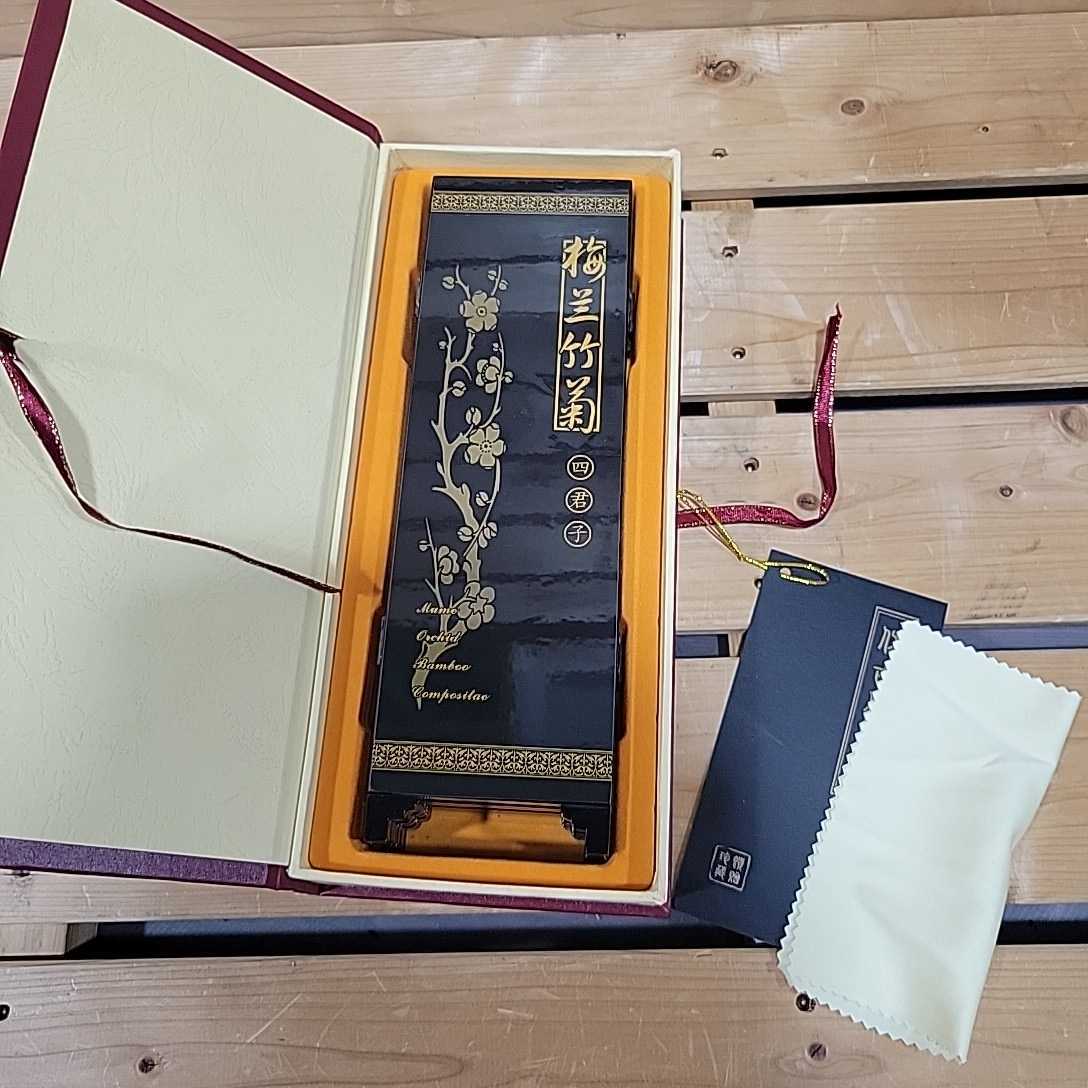 梅兰竹菊
四君子
Mume
Orchid
Bamboo
Compositae